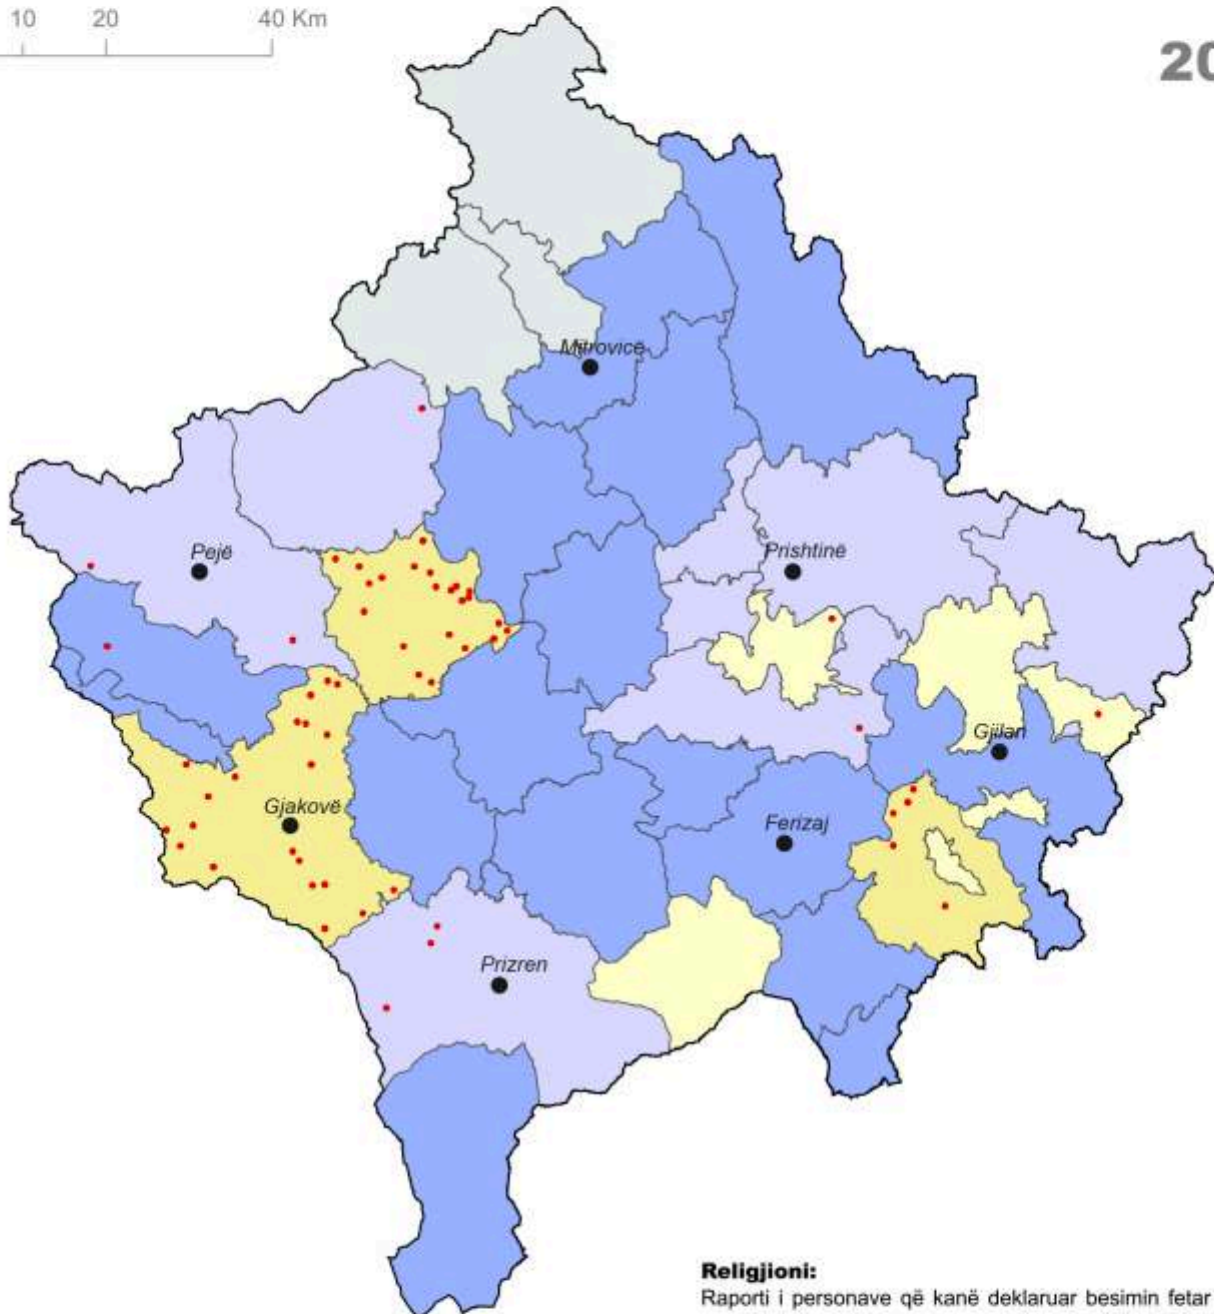 10 20 40 Km
20
Mitrovicë
Pejë
Prishtinë
Gjilan
Gjakovë
Ferizaj
Prizren
Religjioni:
Raporti i personave që kanë deklaruar besimin fetar